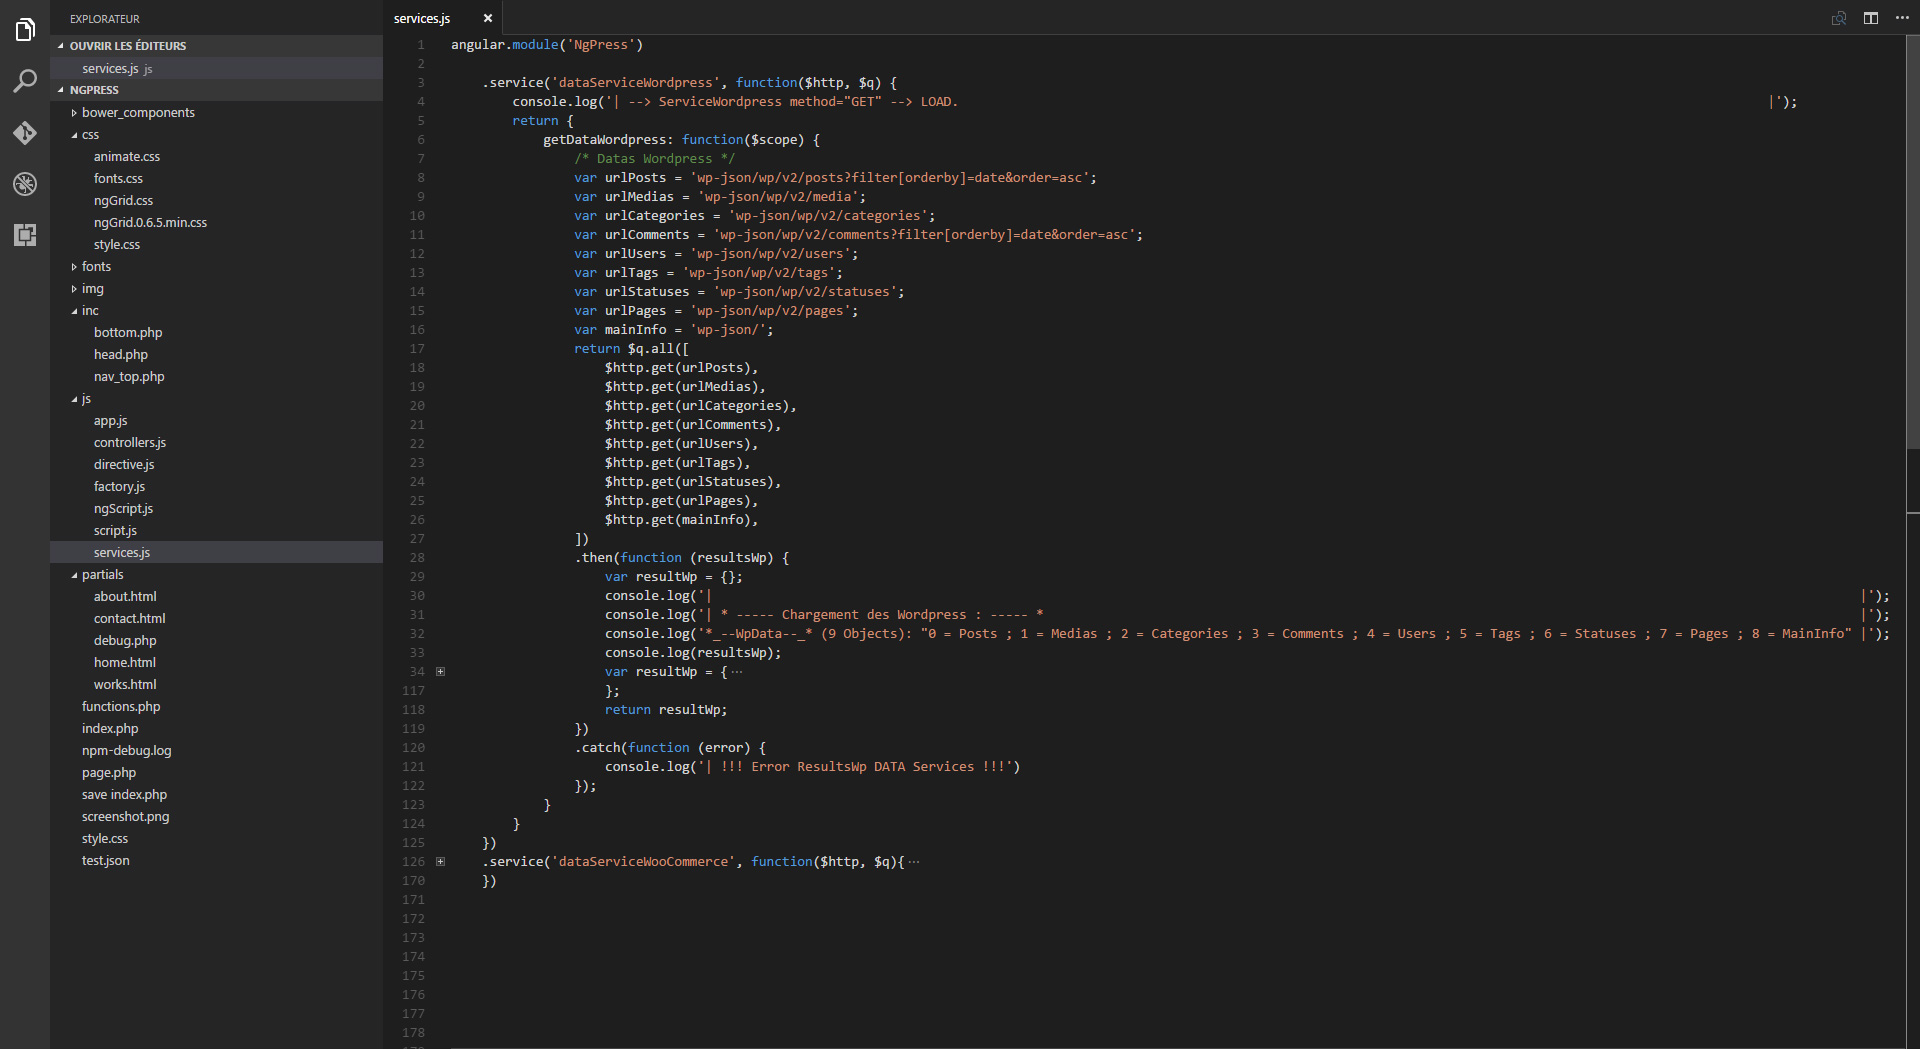 EXPLORATEUR
OUVRIR LES ÉDITEURS
services.js js
NGPRESS
bower_components
css
animate.css
fonts.css
ngGrid.css
ngGrid.0.6.5.min.css
style.css
fonts
img
inc
bottom.php
head.php
nav_top.php
js
app.js
controllers.js
directive.js
factory.js
ngScript.js
script.js
services.js
partials
about.html
contact.html
debug.php
home.html
works.html
functions.php
index.php
npm-debug.log
page.php
save index.php
screenshot.png
style.css
test.json
services.js
1 angular.module('NgPress')
2
3 .service('dataServiceWordpress', function($http, $q) {
4 console.log('| --> ServiceWordpress method="GET" --> LOAD. |');
5 return {
6 getDataWordpress: function($scope) {
7 /* Datas Wordpress */
8 var urlPosts = 'wp-json/wp/v2/posts?filter[orderby]=date&order=asc';
9 var urlMedias = 'wp-json/wp/v2/media';
10 var urlCategories = 'wp-json/wp/v2/categories';
11 var urlComments = 'wp-json/wp/v2/comments?filter[orderby]=date&order=asc';
12 var urlUsers = 'wp-json/wp/v2/users';
13 var urlTags = 'wp-json/wp/v2/tags';
14 var urlStatuses = 'wp-json/wp/v2/statuses';
15 var urlPages = 'wp-json/wp/v2/pages';
16 var mainInfo = 'wp-json/';
17 return $q.all([
18 $http.get(urlPosts),
19 $http.get(urlMedias),
20 $http.get(urlCategories),
21 $http.get(urlComments),
22 $http.get(urlUsers),
23 $http.get(urlTags),
24 $http.get(urlStatuses),
25 $http.get(urlPages),
26 $http.get(mainInfo),
27 ])
28 .then(function (resultsWp) {
29 var resultWp = {};
30 console.log('| |');
31 console.log('| * ----- Chargement des Wordpress : ----- * |');
32 console.log('*_--WpData--_* (9 Objects): "0 = Posts ; 1 = Medias ; 2 = Categories ; 3 = Comments ; 4 = Users ; 5 = Tags ; 6 = Statuses ; 7 = Pages ; 8 = MainInfo" |');
33 console.log(resultsWp);
34 var resultWp = {···
117 };
118 return resultWp;
119 })
120 .catch(function (error) {
121 console.log('| !!! Error ResultsWp DATA Services !!!')
122 });
123 }
124 }
125 })
126 .service('dataServiceWooCommerce', function($http, $q){···
170 })
171
172
173
174
175
176
177
178